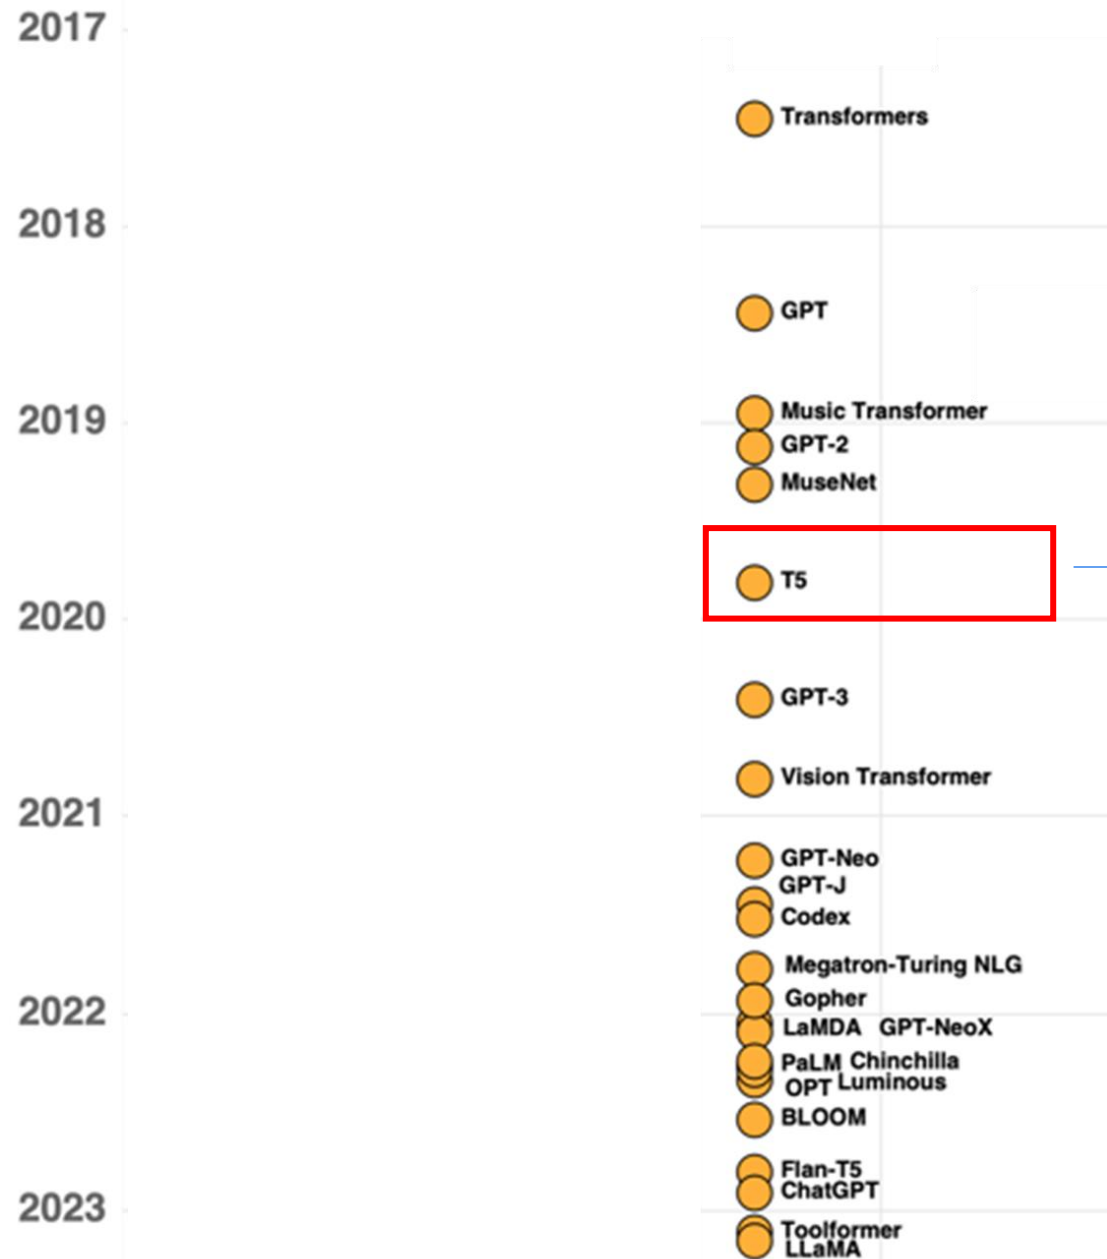 2017
Transformers
2018
GPT
Music Transformer
2019
GPT-2
MuseNet
T5
2020
GPT-3
Vision Transformer
2021
GPT-Neo
GPT-J
Codex
Megatron-Turing NLG
Gopher
2022
LaMDA GPT-NeoX
PaLM Chinchilla
OPT Luminous
BLOOM
Flan-T5
ChatGPT
2023
Toolformer
LLaMA